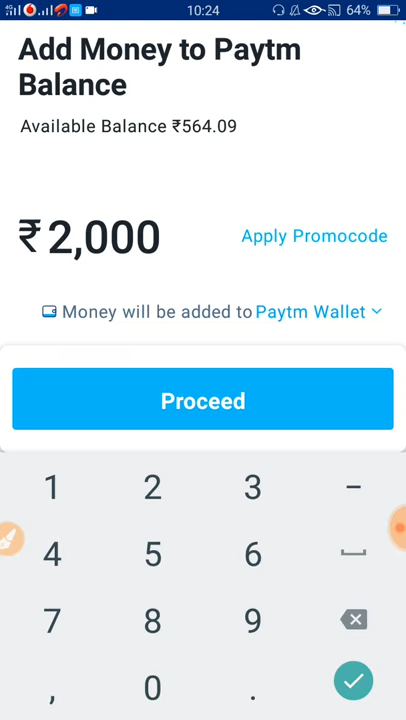 4G 10:24 64%
Add Money to Paytm
Balance
Available Balance ₹564.09
₹2,000 Apply Promocode
Money will be added to Paytm Wallet
Proceed
1 2 3 –
4 5 6
7 8 9
, 0 .